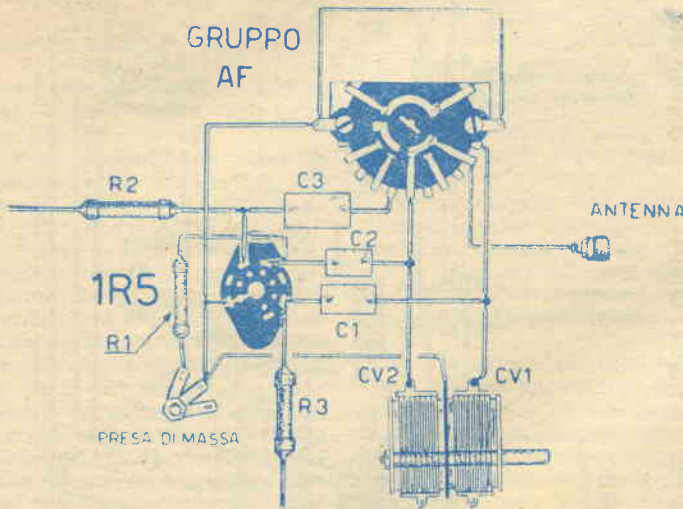 GRUPPO
AF
R2
C3
ANTENNA
C2
1R5
R1
C1
CV2
CV1
R3
PRESA DI MASSA